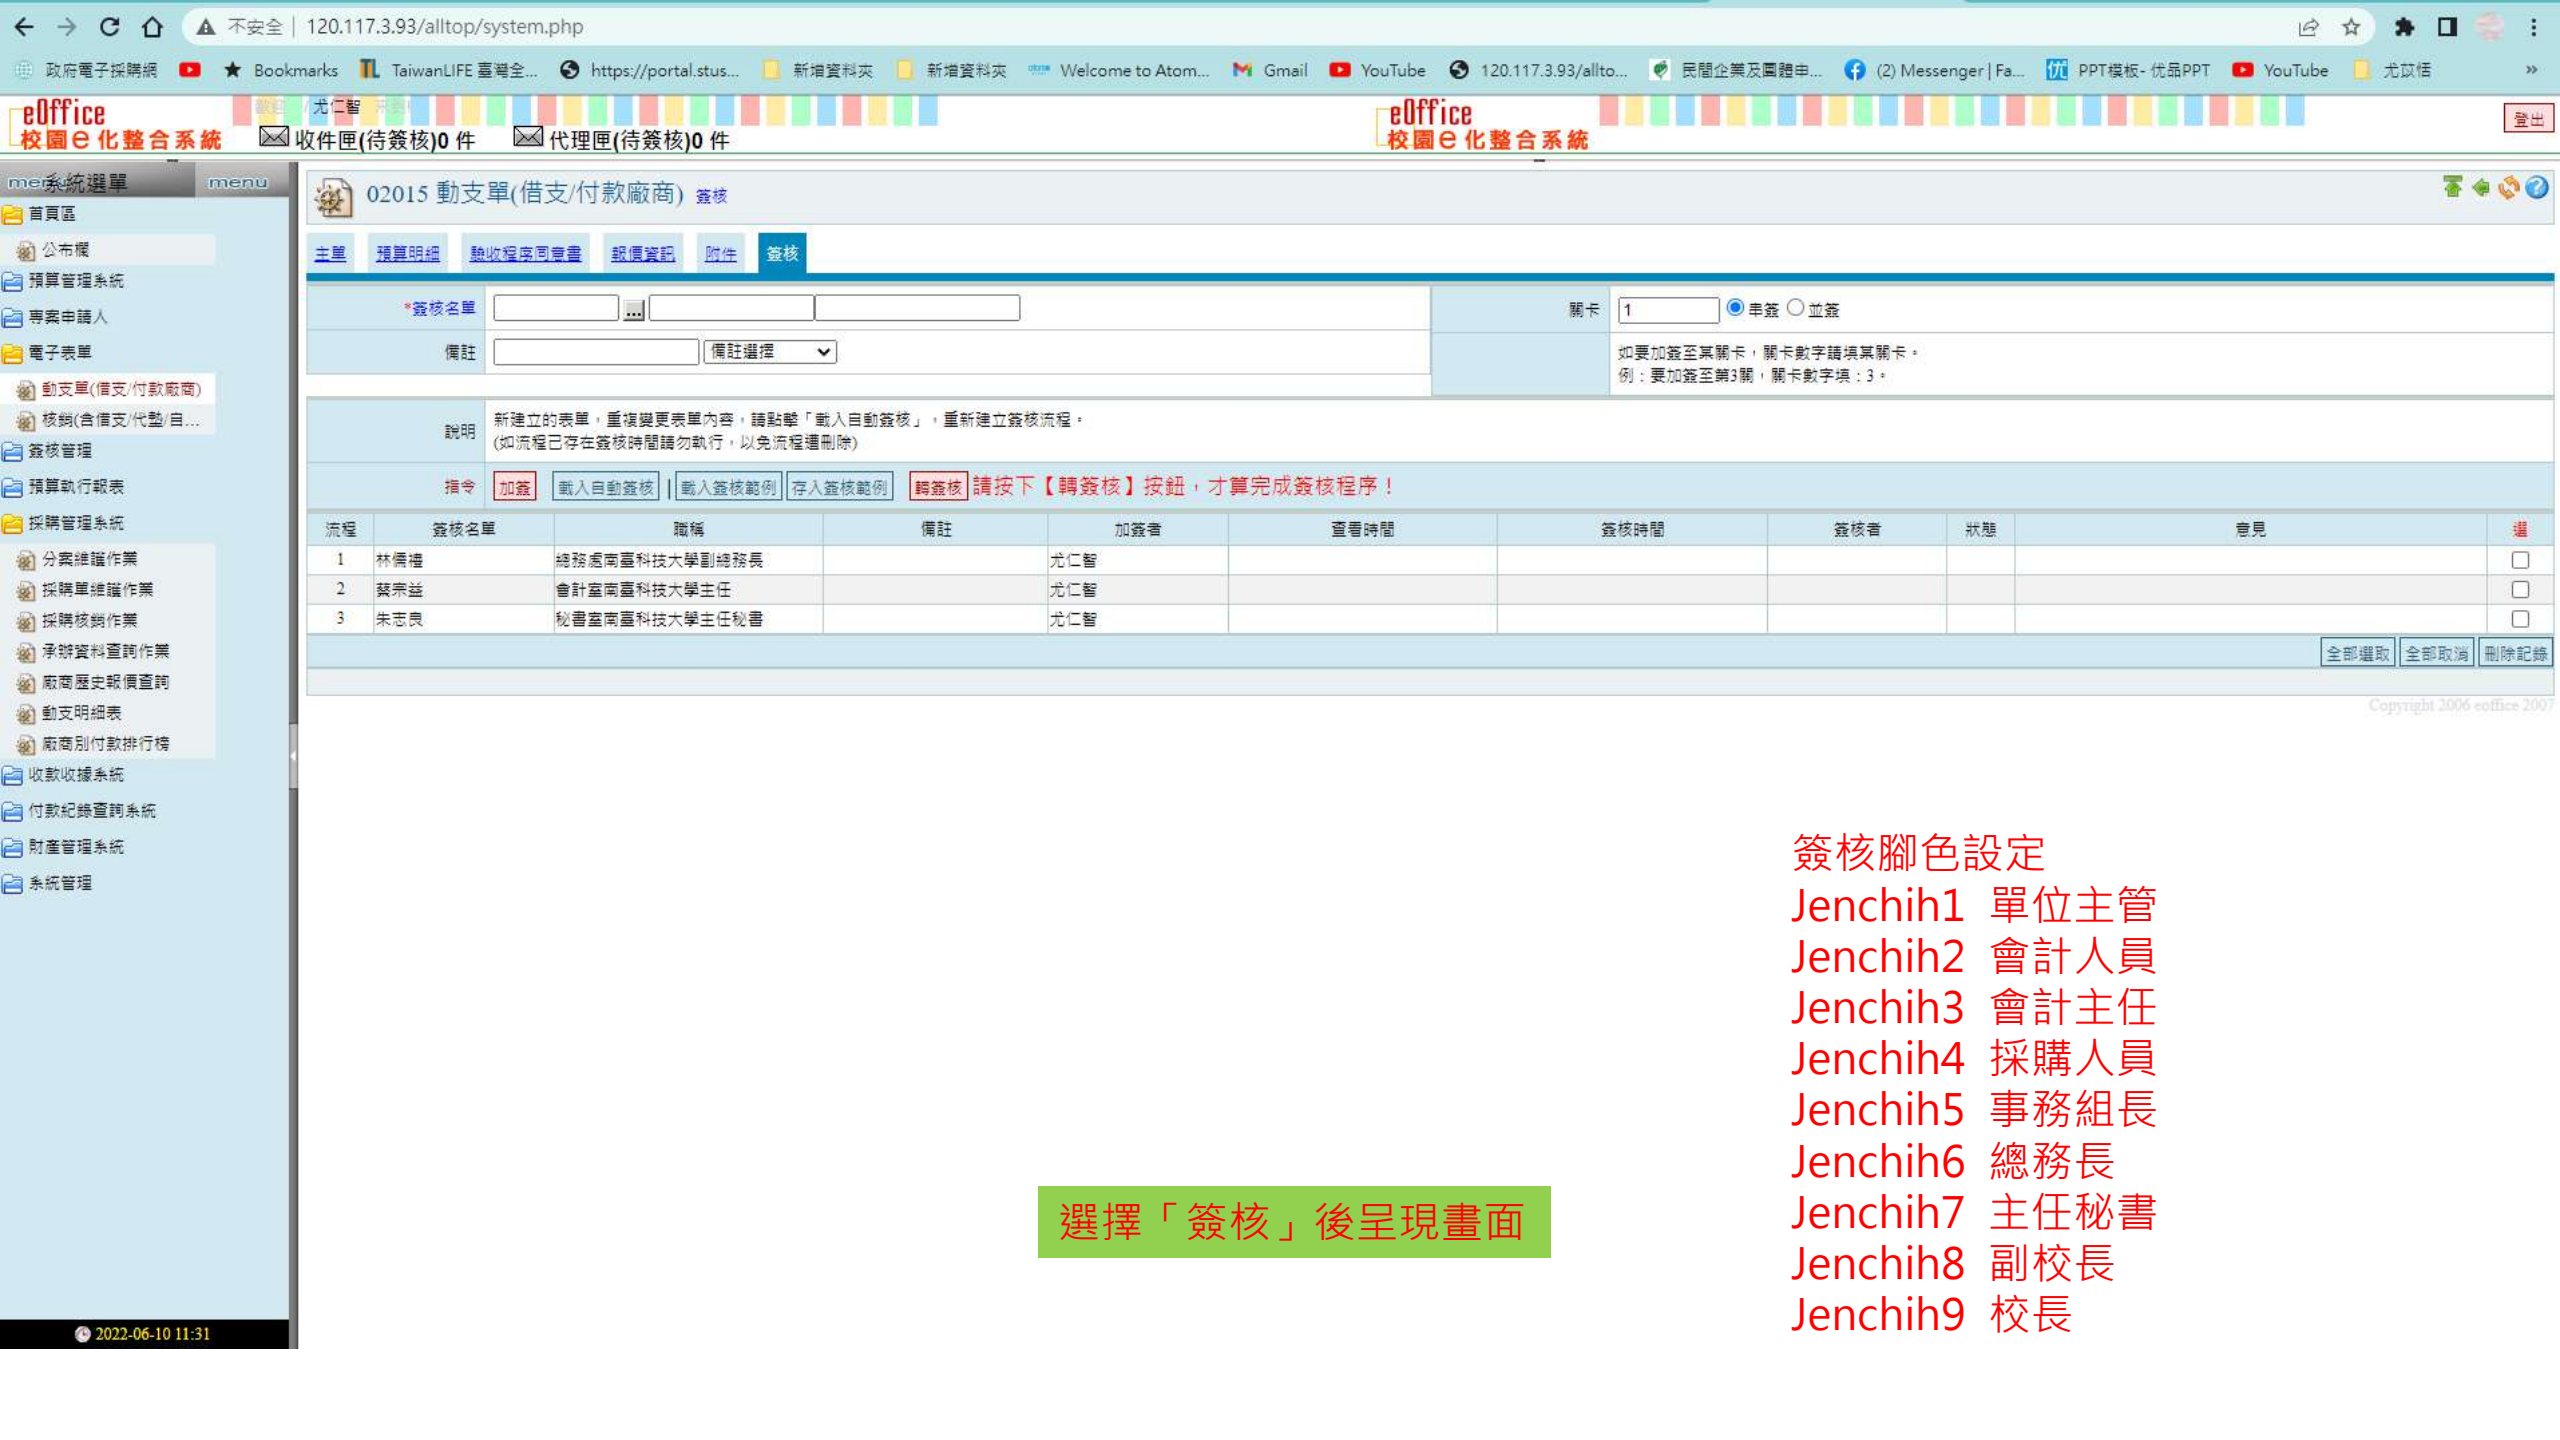 不安全 | 120.117.3.93/alltop/system.php
政府電子採購網 Bookmarks TaiwanLIFE 臺灣全... https://portal.stus... 新增資料夾 新增資料夾 Welcome to Atom... Gmail YouTube 120.117.3.93/allto... 民間企業及團體申... (2) Messenger | Fa... PPT模板- 优品PPT YouTube 尤苡恬 »
eOffice 尤仁智 eOffice
校園e化整合系統 收件匣(待簽核)0 件 代理匣(待簽核)0 件 校園e化整合系統 登出
系統選單 menu
首頁區
公布欄
預算管理系統
專案申請人
電子表單
動支單(借支/付款廠商)
核銷(含借支/代墊/自...
簽核管理
預算執行報表
採購管理系統
分案維護作業
採購單維護作業
採購核銷作業
承辦資料查詢作業
廠商歷史報價查詢
動支明細表
廠商別付款排行榜
收款收據系統
付款紀錄查詢系統
財產管理系統
系統管理
2022-06-10 11:31
02015 動支單(借支/付款廠商) 簽核
主單 預算明細 驗收程序同意書 報價資訊 附件 簽核
*簽核名單 ... 關卡 1 串簽 並簽
備註 備註選擇 如要加簽至某關卡，關卡數字請填某關卡。
例：要加簽至第3關，關卡數字填：3。
說明 新建立的表單，重複變更表單內容，請點擊「載入自動簽核」，重新建立簽核流程。
(如流程已存在簽核時間請勿執行，以免流程遭刪除)
指令 加簽 載入自動簽核 | 載入簽核範例 存入簽核範例 轉簽核 請按下【轉簽核】按鈕，才算完成簽核程序！
流程 簽核名單 職稱 備註 加簽者 查看時間 簽核時間 簽核者 狀態 意見 選
1 林儒禮 總務處南臺科技大學副總務長 尤仁智
2 蔡宗益 會計室南臺科技大學主任 尤仁智
3 朱志良 秘書室南臺科技大學主任秘書 尤仁智
全部選取 全部取消 刪除記錄
Copyright 2006 eoffice 2007
簽核腳色設定
Jenchih1 單位主管
Jenchih2 會計人員
Jenchih3 會計主任
Jenchih4 採購人員
Jenchih5 事務組長
Jenchih6 總務長
Jenchih7 主任秘書
Jenchih8 副校長
Jenchih9 校長
選擇「簽核」後呈現畫面